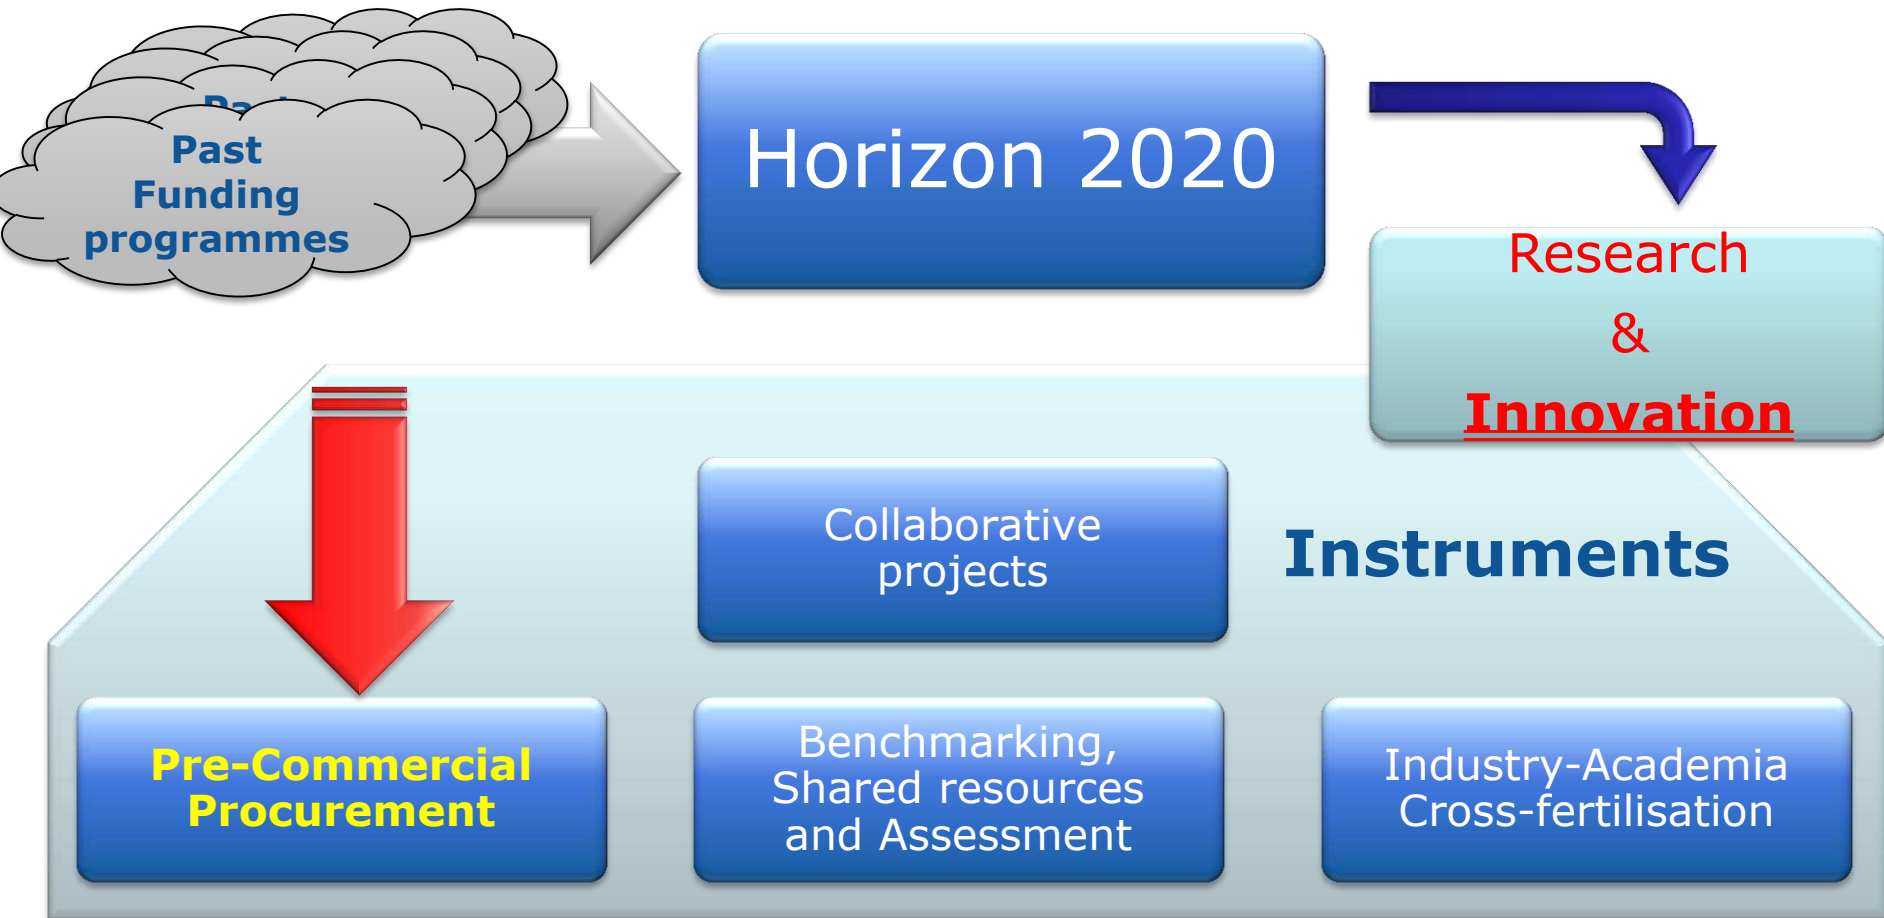 Past
Funding
programmes
Horizon 2020
Research
&
Innovation
Collaborative
projects
Instruments
Pre-Commercial
Procurement
Benchmarking,
Shared resources
and Assessment
Industry-Academia
Cross-fertilisation